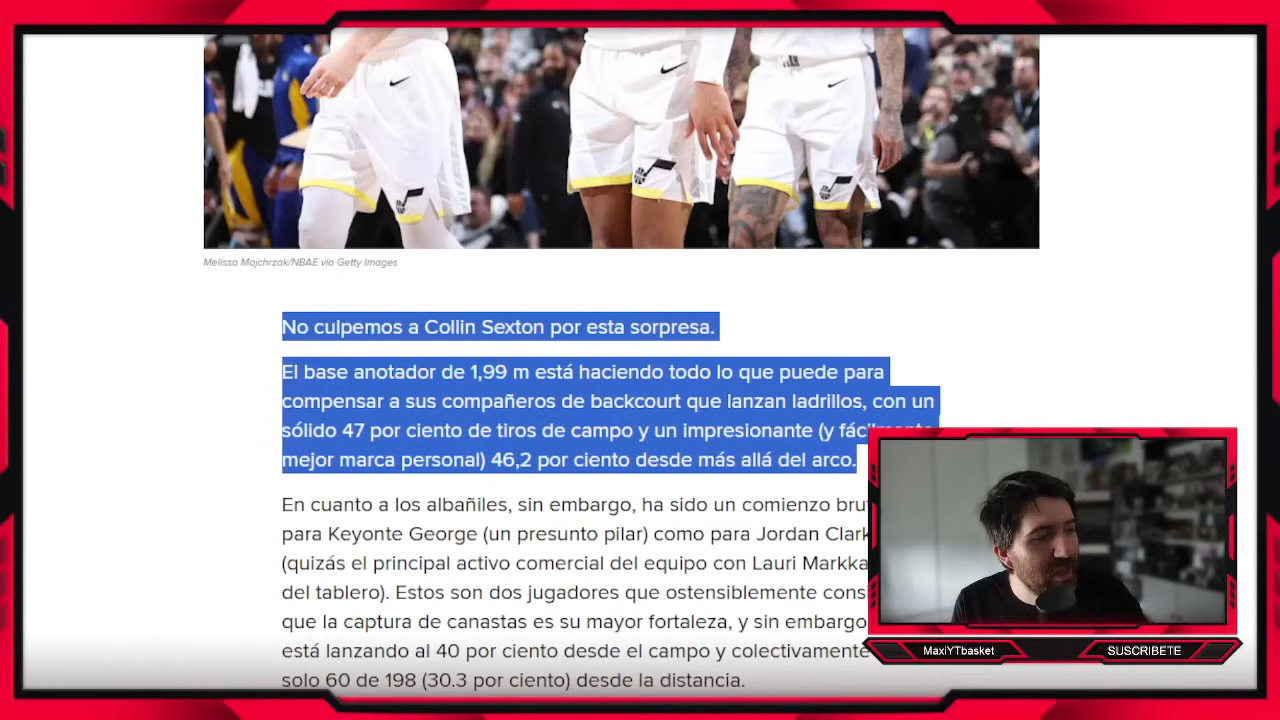 Melissa Majchrzak/NBAE via Getty Images
No culpemos a Collin Sexton por esta sorpresa.
El base anotador de 1,99 m está haciendo todo lo que puede para
compensar a sus compañeros de backcourt que lanzan ladrillos, con un
sólido 47 por ciento de tiros de campo y un impresionante (y
mejor marca personal) 46,2 por ciento desde más allá del arco.
En cuanto a los albañiles, sin embargo, ha sido un comienzo
para Keyonte George (un presunto pilar) como para Jordan
(quizás el principal activo comercial del equipo con Lauri
del tablero). Estos son dos jugadores que ostensiblemente
que la captura de canastas es su mayor fortaleza, y sin embargo
está lanzando al 40 por ciento desde el campo y colectivamente
solo 60 de 198 (30.3 por ciento) desde la distancia.
MaxiYTbasket
SUSCRIBETE